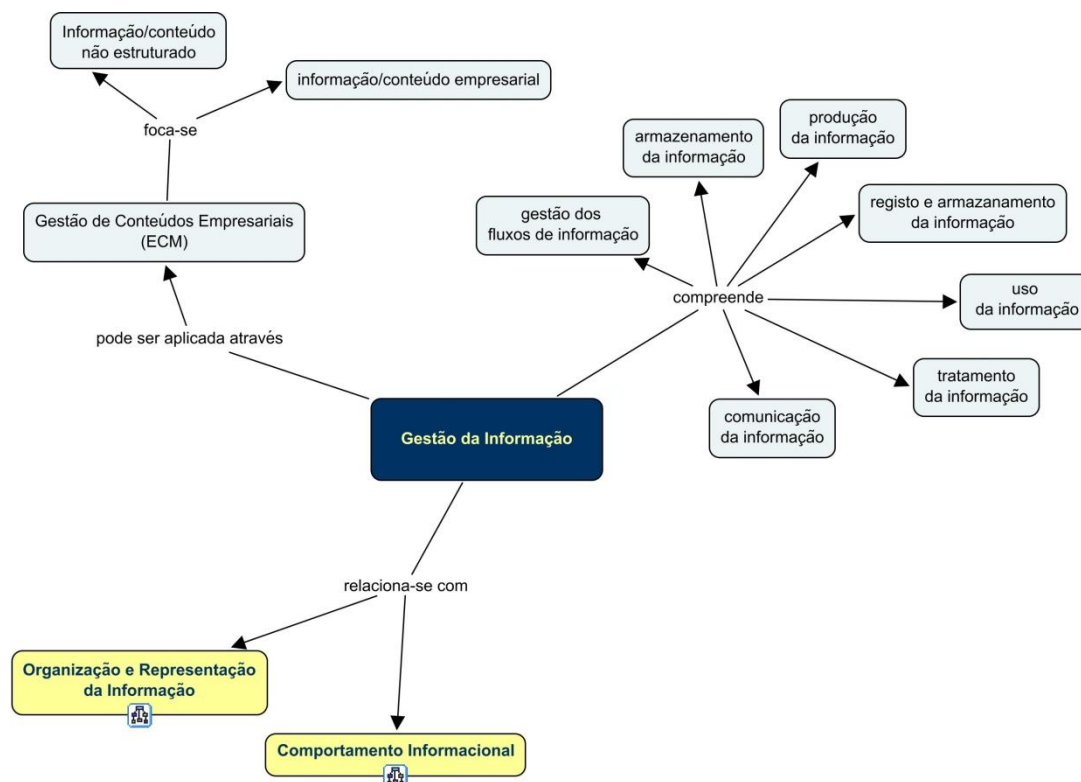 Informação/conteúdo
não estruturado
informação/conteúdo empresarial
foca-se
Gestão de Conteúdos Empresariais
(ECM)
pode ser aplicada através
armazenamento
da informação
produção
da informação
gestão dos
fluxos de informação
registo e armazanamento
da informação
compreende
uso
da informação
tratamento
da informação
comunicação
da informação
Gestão da Informação
relaciona-se com
Organização e Representação
da Informação
Comportamento Informacional